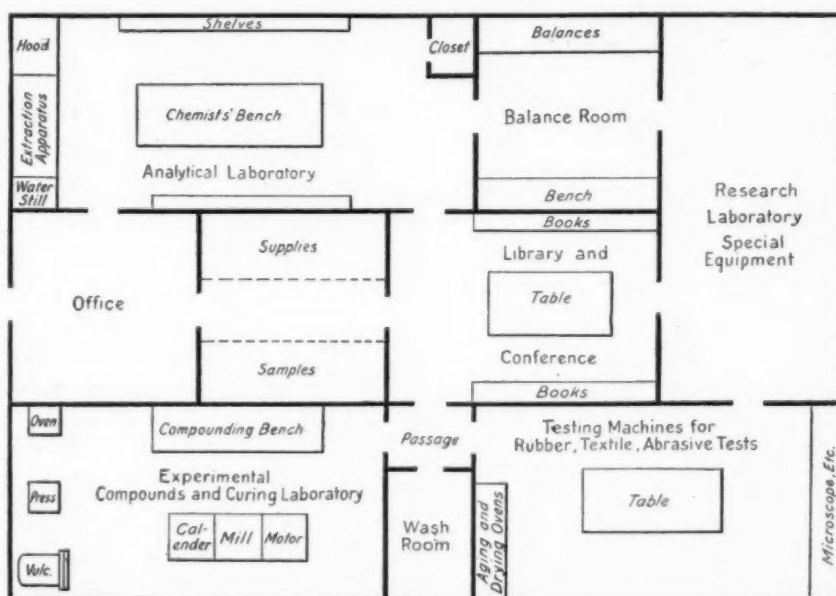 Shelves
Hood
Closet
Balances
Extraction
Apparatus
Chemists' Bench
Balance Room
Analytical Laboratory
Water
Still
Bench
Research
Laboratory
Special
Equipment
Books
Supplies
Library and
Office
Table
Samples
Conference
Books
Oven
Compounding Bench
Passage
Testing Machines for
Rubber, Textile, Abrasive Tests
Experimental
Compounds and Curing Laboratory
Press
Table
Microscope, Etc.
Cal-
ender
Mill
Motor
Wash
Room
Aging and
Drying Ovens
Vulc.